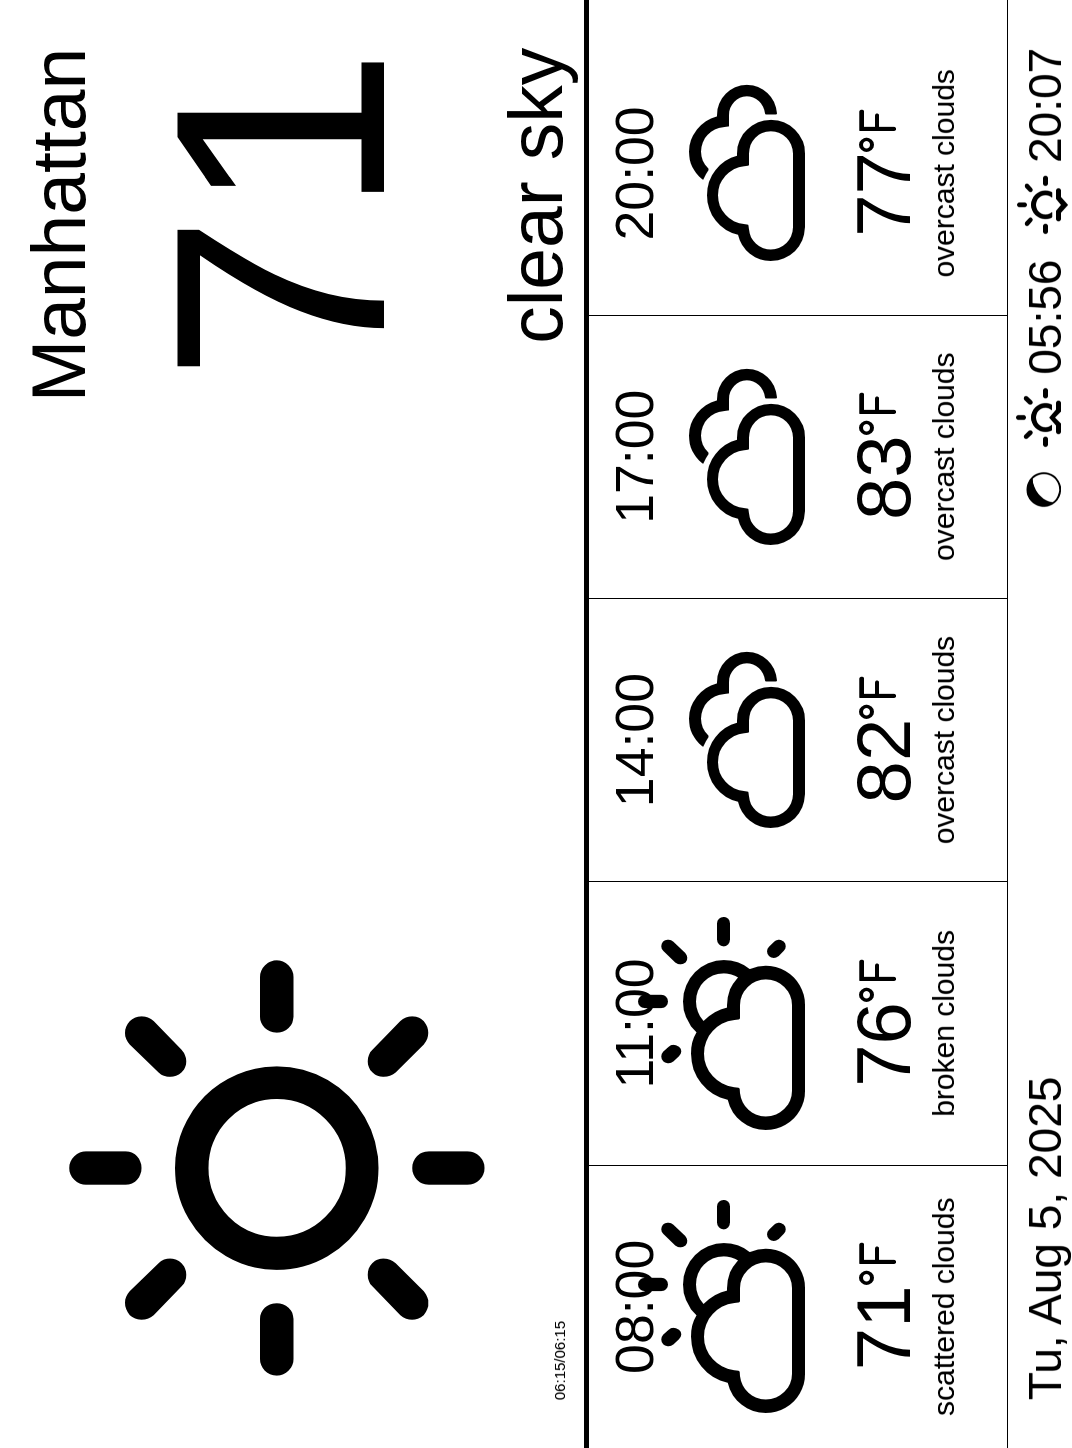 Manhattan
71
clear sky
06:15/06:15
08:00 11:00 14:00 17:00 20:00
71°F 76°F 82°F 83°F 77°F
scattered clouds broken clouds overcast clouds overcast clouds overcast clouds
Tu, Aug 5, 2025 05:56 20:07